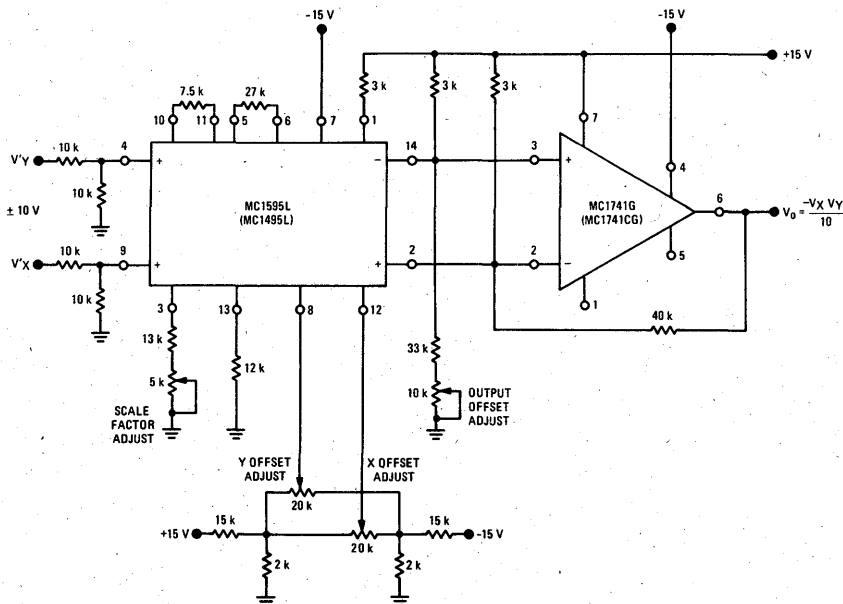 -15 V
-15 V
+15 V
3 k
3 k
3 k
7.5 k
27 k
10
11
5
6
7
1
7
10 k
4
V'Y
+
−
14
3
+
4
10 k
MC1595L
(MC1495L)
MC1741G
(MC1741CG)
6
V₀ = -VX VY / 10
± 10 V
10 k
9
V'X
+
+
2
2
−
5
10 k
1
3
13
8
12
40 k
13 k
12 k
33 k
5 k
10 k
SCALE
FACTOR
ADJUST
OUTPUT
OFFSET
ADJUST
Y OFFSET
ADJUST
X OFFSET
ADJUST
20 k
+15 V
15 k
20 k
15 k
-15 V
2 k
2 k